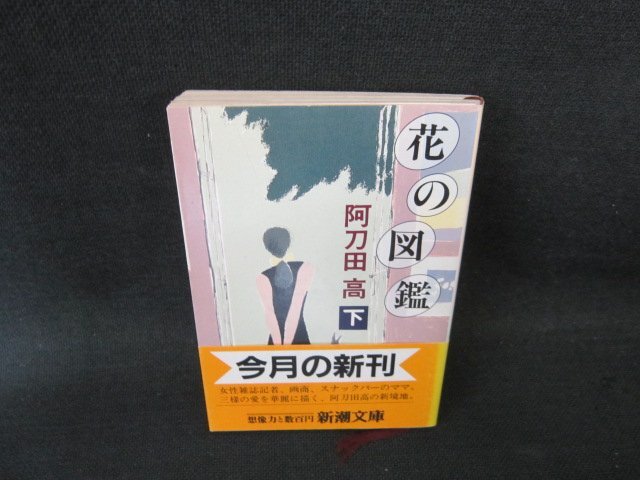 花の図鑑
阿刀田 高
下
今月の新刊
女性雑誌記者、画商、スナックバーのママ、
三様の愛を華麗に描く、阿刀田高の新境地。
想像力と数百円 新潮文庫